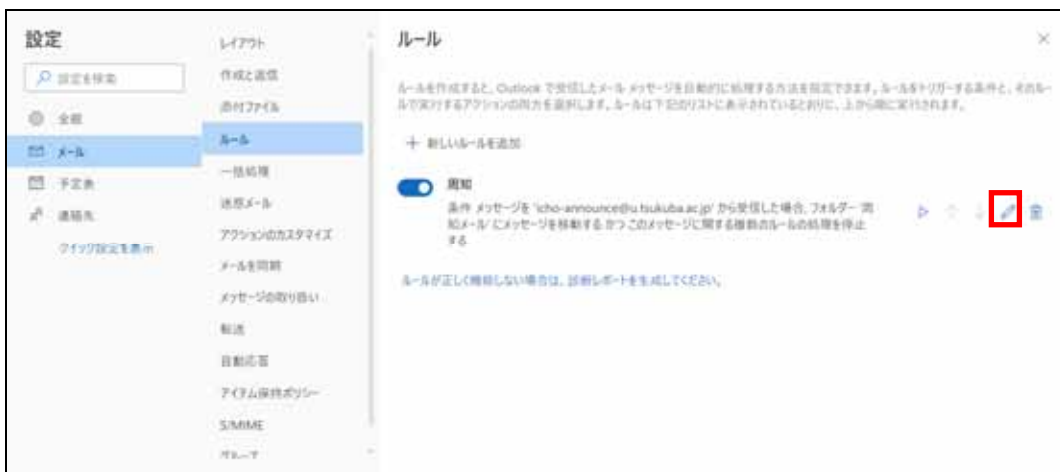 設定
設定を検索
全般
メール
予定表
連絡先
クイック設定を表示
レイアウト
作成と返信
添付ファイル
ルール
一括処理
迷惑メール
アクションのカスタマイズ
メールを同期
メッセージの取り扱い
転送
自動応答
アイテム保持ポリシー
S/MIME
グループ
ルール
ルールを作成すると、Outlook で受信したメール メッセージを自動的に処理する方法を指定できます。ルールをトリガーする条件と、そのルー
ルで実行するアクションの両方を選択します。ルールは下記のリストに表示されているとおりに、上から順に実行されます。
新しいルールを追加
周知
条件 メッセージを 'icho-announce@u.tsukuba.ac.jp' から受信した場合、フォルダー '周
知メール' にメッセージを移動する かつ このメッセージに関する複数のルールの処理を停止
する
ルールが正しく機能しない場合は、診断レポートを生成してください。